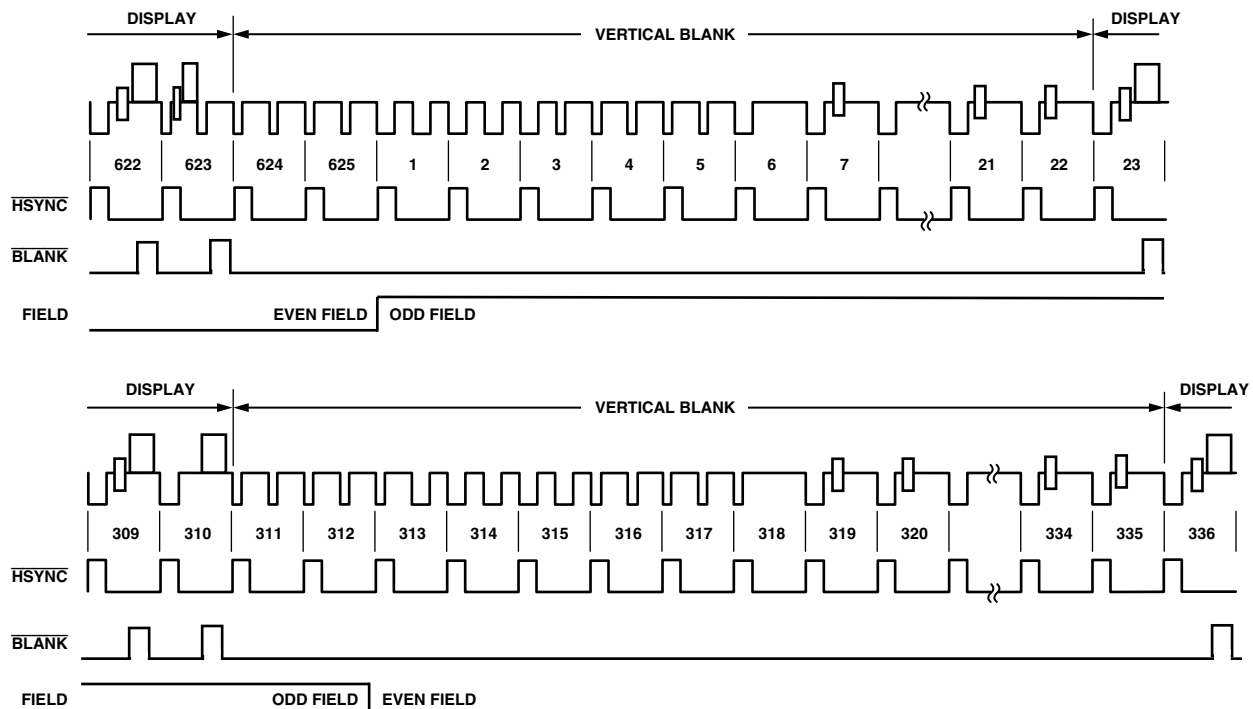 DISPLAY VERTICAL BLANK DISPLAY
622 623 624 625 1 2 3 4 5 6 7 21 22 23
HSYNC
BLANK
FIELD EVEN FIELD ODD FIELD
DISPLAY VERTICAL BLANK DISPLAY
309 310 311 312 313 314 315 316 317 318 319 320 334 335 336
HSYNC
BLANK
FIELD ODD FIELD EVEN FIELD